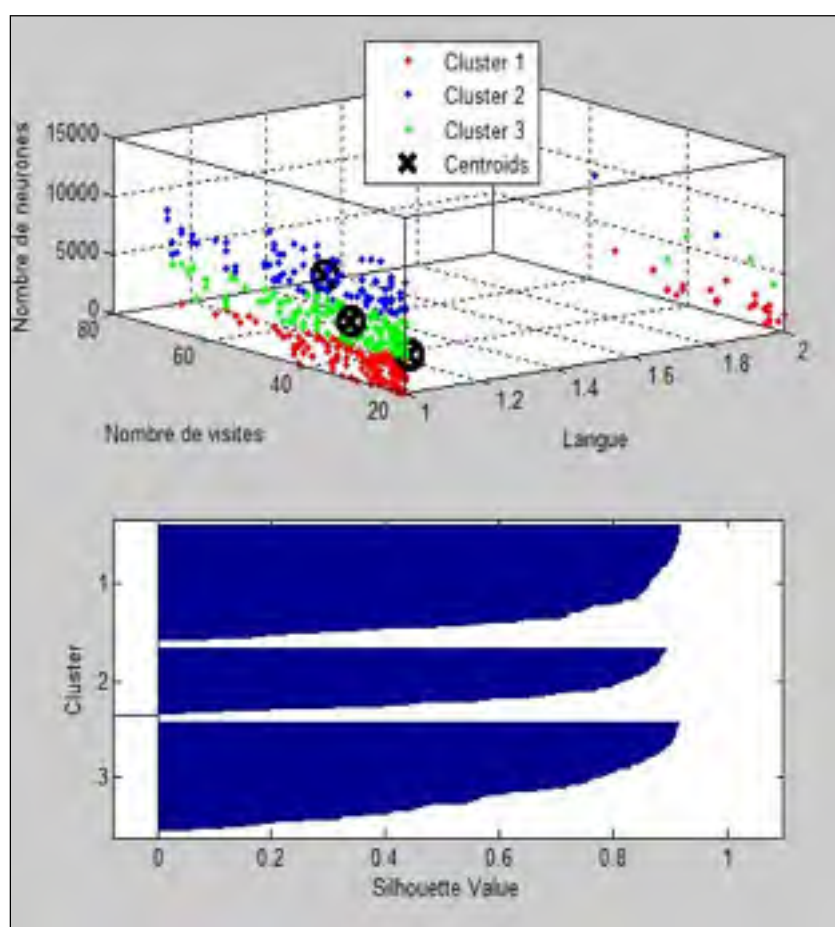 Cluster 1
Cluster 2
Cluster 3
Centroids
Nombre de neurones
15000
10000
5000
0
80
60
40
20
Nombre de visites
1
1.2
1.4
1.6
1.8
2
Langue
Cluster
1
2
3
0
0.2
0.4
0.6
0.8
1
Silhouette Value